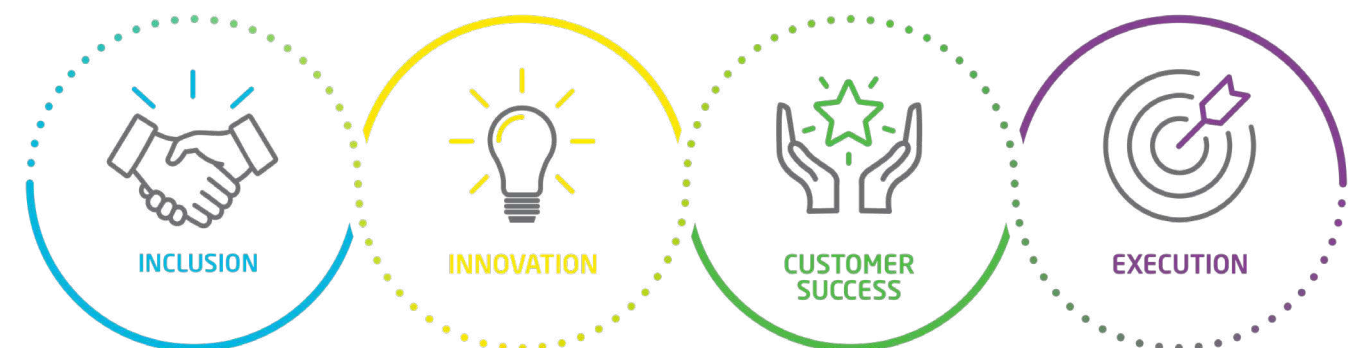 INCLUSION
INNOVATION
CUSTOMER
SUCCESS
EXECUTION